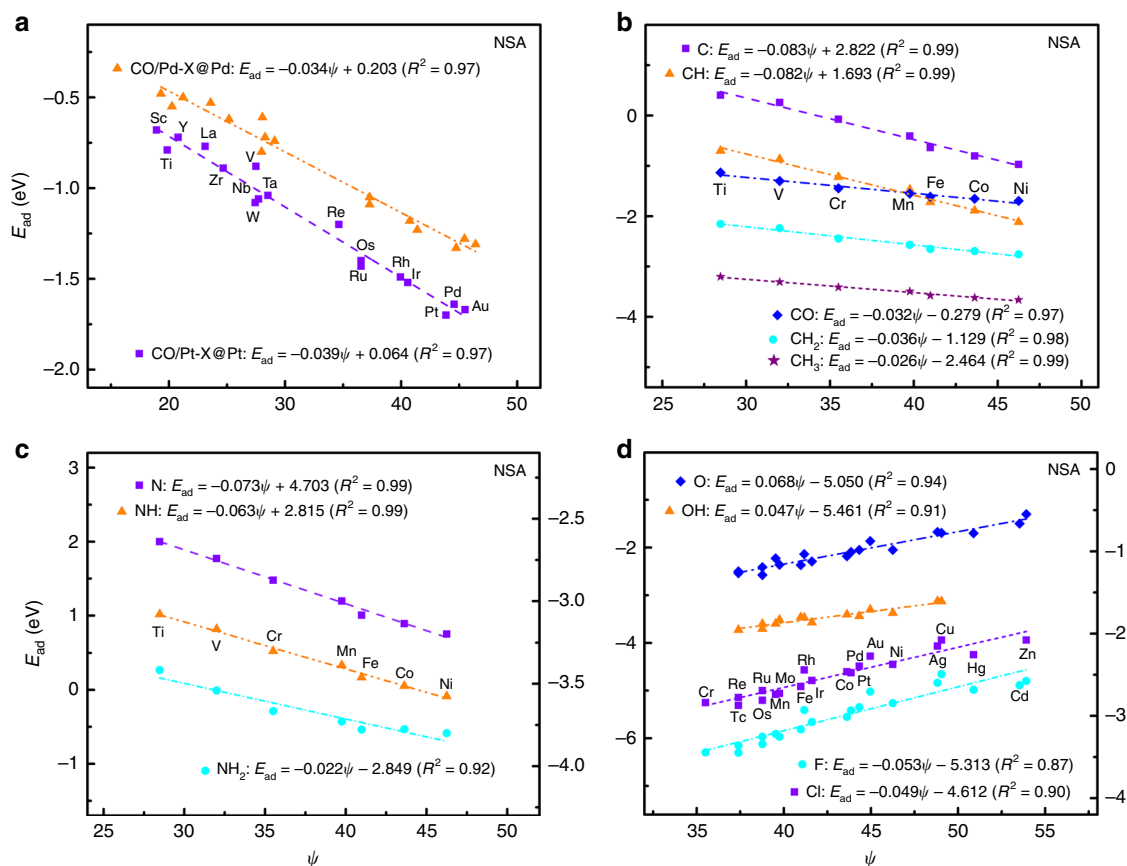 a
NSA
CO/Pd-X@Pd: Ead = −0.034ψ + 0.203 (R2 = 0.97)
−0.5
−1.0
−1.5
−2.0
Ead (eV)
Sc
Y
La
Ti
Zr
V
Nb
Ta
W
Re
Os
Ru
Rh
Ir
Pd
Pt
Au
CO/Pt-X@Pt: Ead = −0.039ψ + 0.064 (R2 = 0.97)
20 30 40 50
b
NSA
C: Ead = −0.083ψ + 2.822 (R2 = 0.99)
CH: Ead = −0.082ψ + 1.693 (R2 = 0.99)
0
−2
−4
Ti
V
Cr
Mn
Fe
Co
Ni
CO: Ead = −0.032ψ − 0.279 (R2 = 0.97)
CH2: Ead = −0.036ψ − 1.129 (R2 = 0.98)
CH3: Ead = −0.026ψ − 2.464 (R2 = 0.99)
25 30 35 40 45 50
c
NSA
N: Ead = −0.073ψ + 4.703 (R2 = 0.99)
NH: Ead = −0.063ψ + 2.815 (R2 = 0.99)
3
2
1
0
−1
Ead (eV)
−2.5
−3.0
−3.5
−4.0
Ti
V
Cr
Mn
Fe
Co
Ni
NH2: Ead = −0.022ψ − 2.849 (R2 = 0.92)
25 30 35 40 45 50
ψ
d
NSA
O: Ead = 0.068ψ − 5.050 (R2 = 0.94)
OH: Ead = 0.047ψ − 5.461 (R2 = 0.91)
−2
−4
−6
0
−1
−2
−3
−4
Cr
Re
Tc
Ru
Os
Mo
Mn
Rh
Fe
Ir
Pd
Co
Au
Pt
Ni
Cu
Ag
Hg
Zn
Cd
F: Ead = −0.053ψ − 5.313 (R2 = 0.87)
Cl: Ead = −0.049ψ − 4.612 (R2 = 0.90)
35 40 45 50 55
ψ